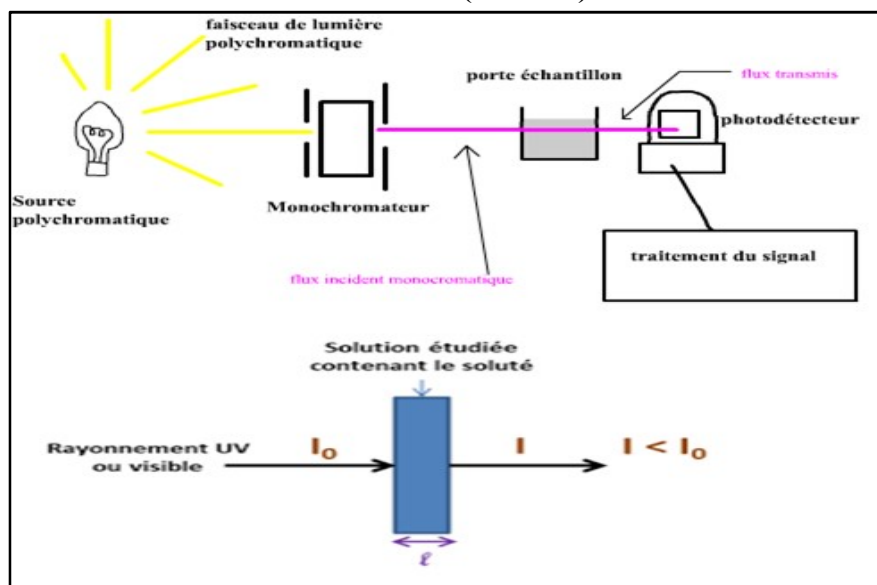 faisceau de lumière
polychromatique
porte échantillon
flux transmis
photodétecteur
Source
polychromatique
Monochromateur
traitement du signal
flux incident monocromatique
Solution étudiée
contenant le soluté
Rayonnement UV
ou visible
I₀
I
I < I₀
ℓ